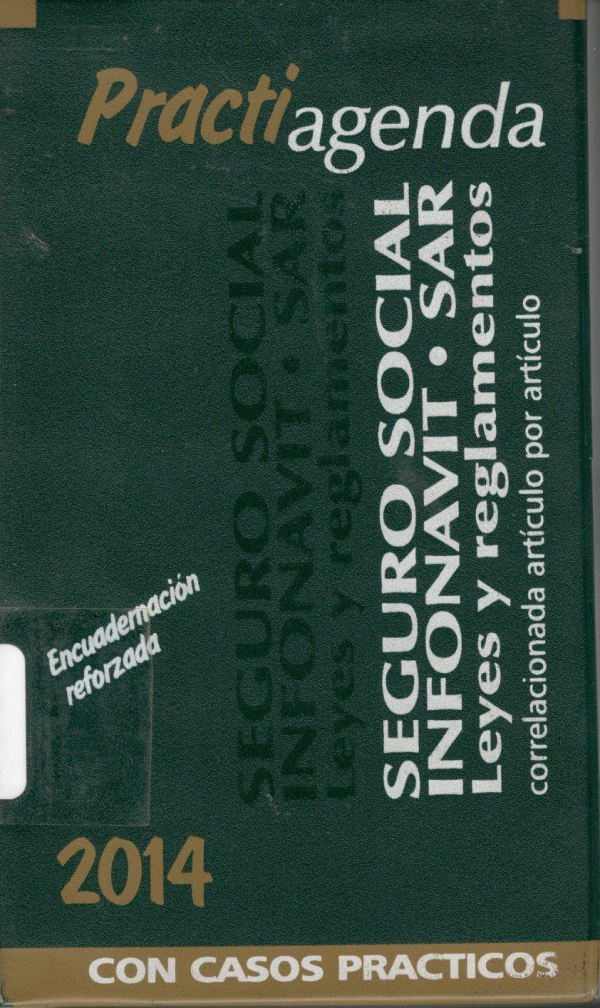 Practiagenda
SEGURO SOCIAL
INFONAVIT • SAR
Leyes y reglamentos
SEGURO SOCIAL
INFONAVIT • SAR
Leyes y reglamentos
correlacionada artículo por artículo
Encuadernación
reforzada
2014
CON CASOS PRACTICOS